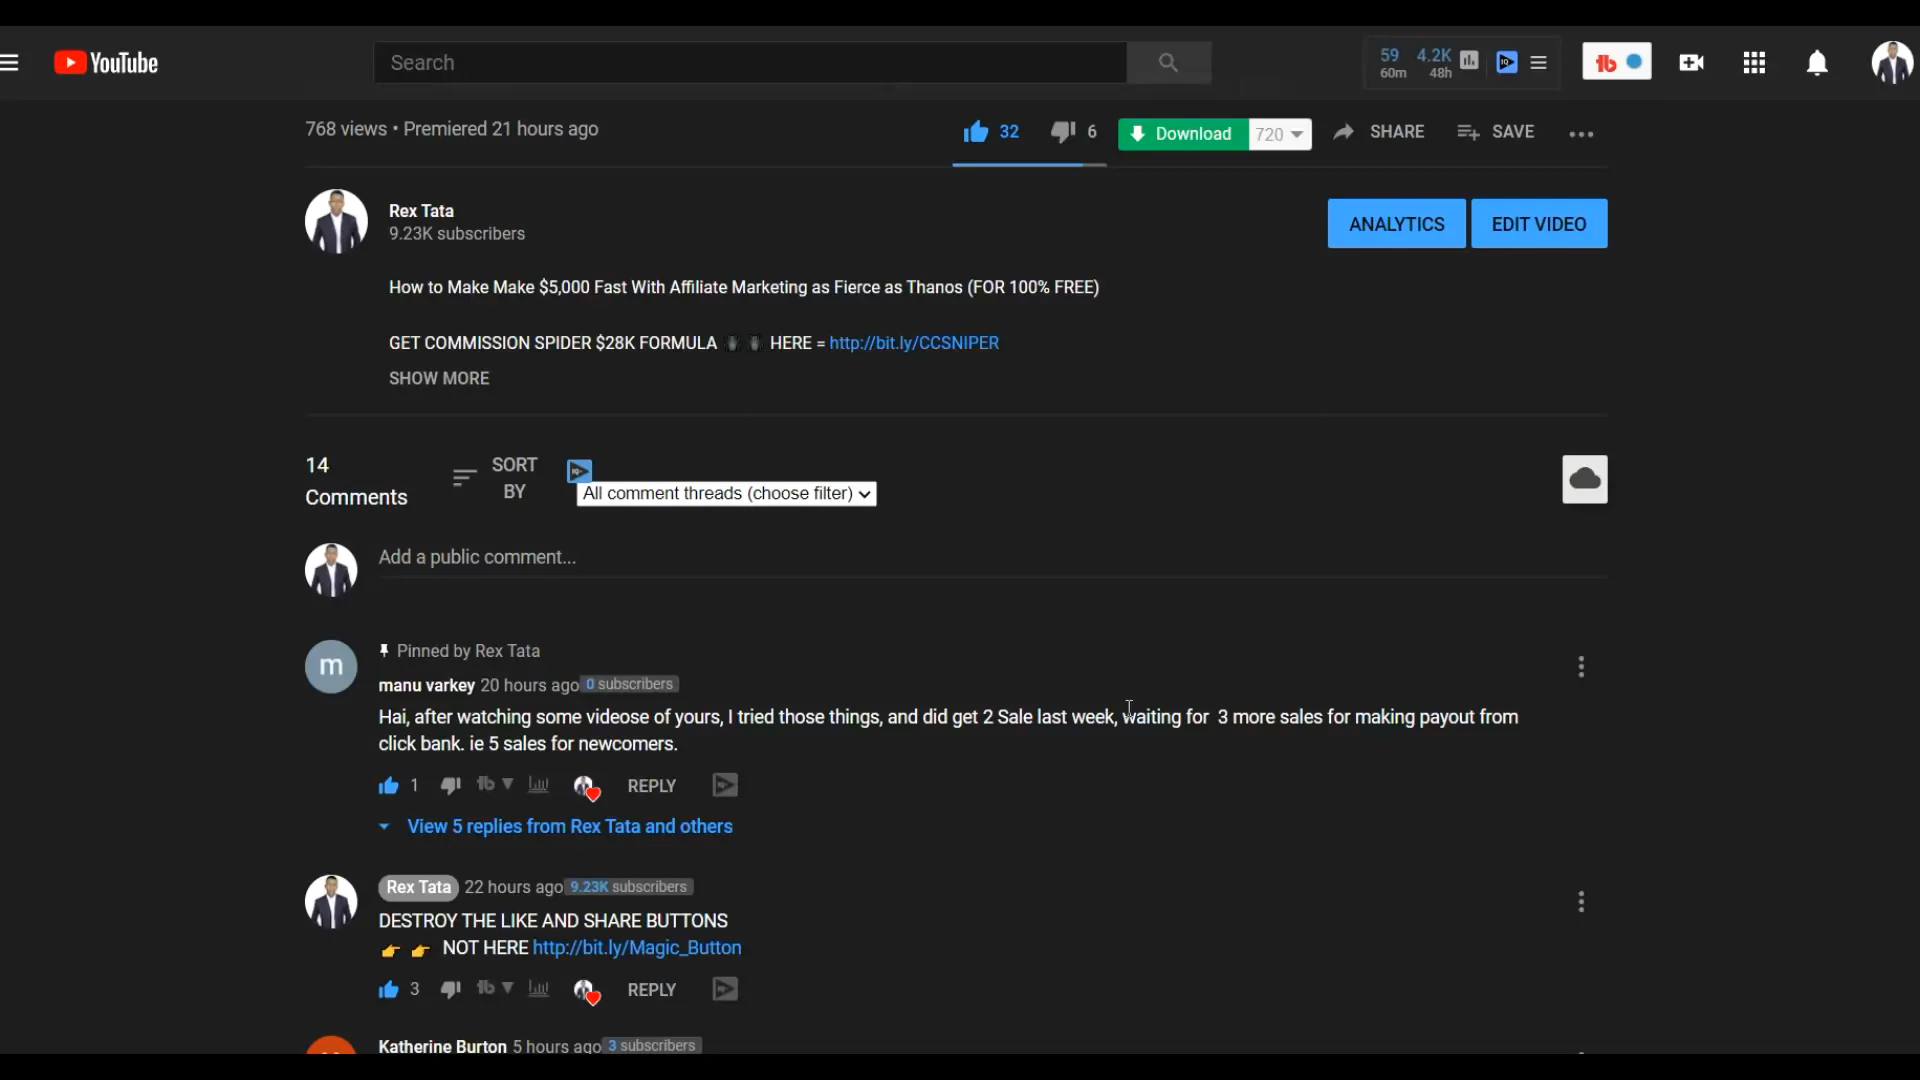 YouTube
Search
59 60m 4.2K 48h
768 views • Premiered 21 hours ago
32
6
Download 720
SHARE
SAVE
Rex Tata
9.23K subscribers
ANALYTICS
EDIT VIDEO
How to Make Make $5,000 Fast With Affiliate Marketing as Fierce as Thanos (FOR 100% FREE)
GET COMMISSION SPIDER $28K FORMULA 🕷 🕷 HERE = http://bit.ly/CCSNIPER
SHOW MORE
14
Comments
SORT
BY
All comment threads (choose filter)
Add a public comment...
m
Pinned by Rex Tata
manu varkey 20 hours ago 0 subscribers
Hai, after watching some videose of yours, I tried those things, and did get 2 Sale last week, waiting for 3 more sales for making payout from
click bank. ie 5 sales for newcomers.
1
REPLY
View 5 replies from Rex Tata and others
Rex Tata 22 hours ago 9.23K subscribers
DESTROY THE LIKE AND SHARE BUTTONS
👉 👉 NOT HERE http://bit.ly/Magic_Button
3
REPLY
Katherine Burton 5 hours ago 3 subscribers